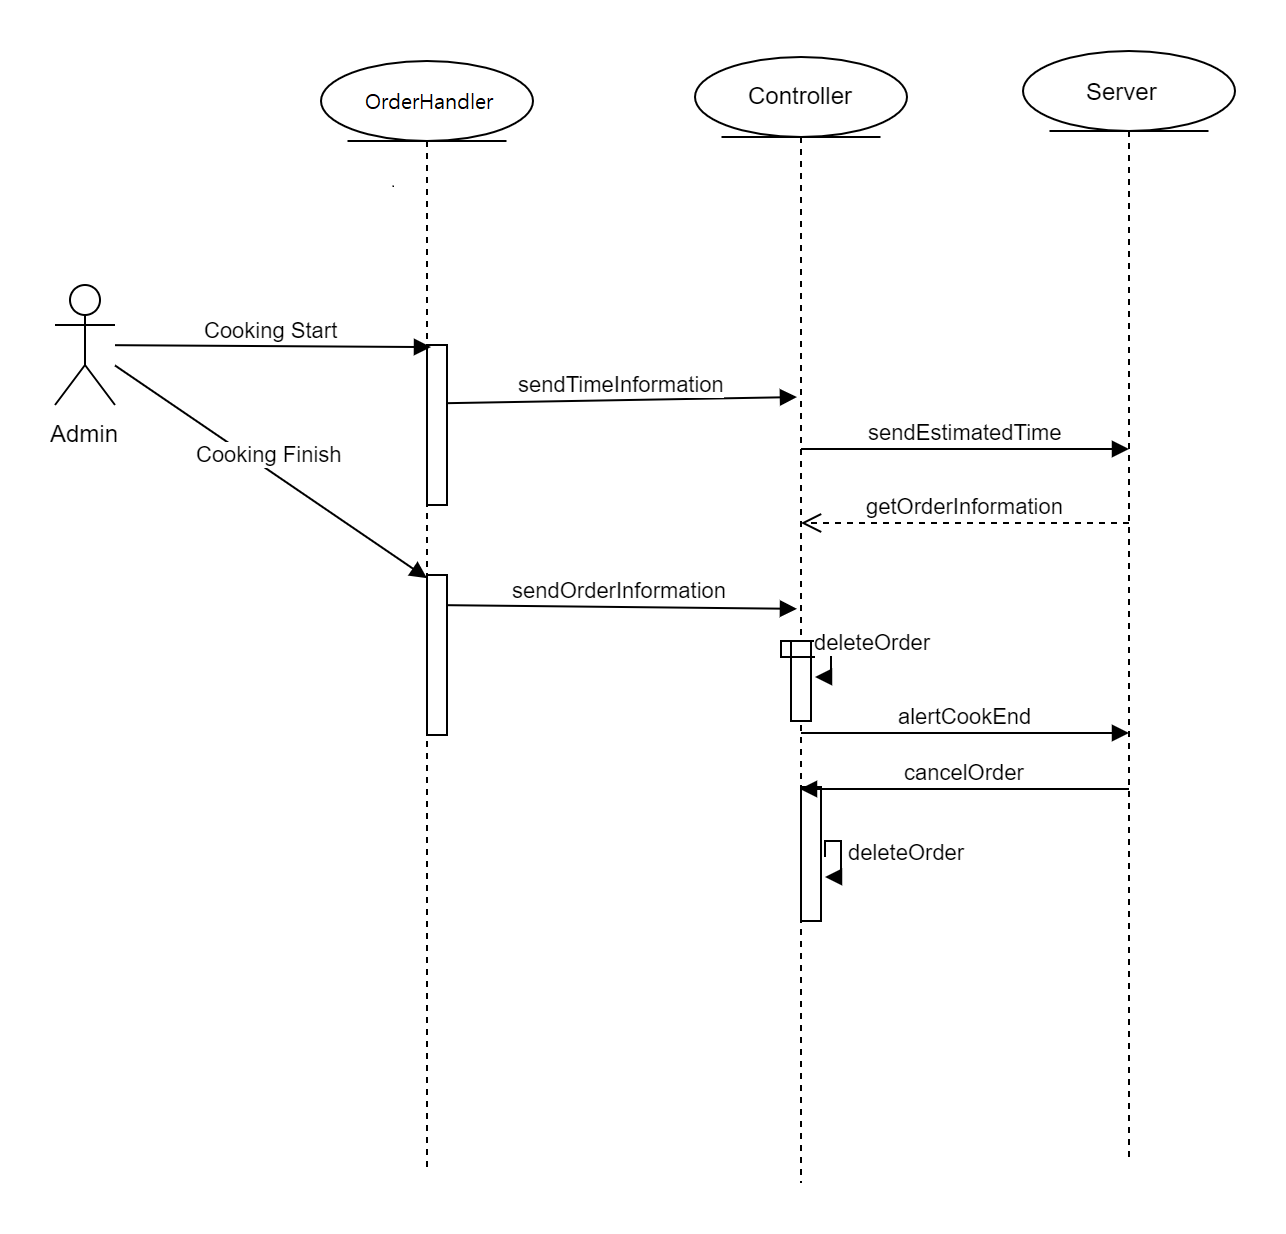 OrderHandler
Controller
Server
Cooking Start
sendTimeInformation
Admin
sendEstimatedTime
Cooking Finish
getOrderInformation
sendOrderInformation
deleteOrder
alertCookEnd
cancelOrder
deleteOrder